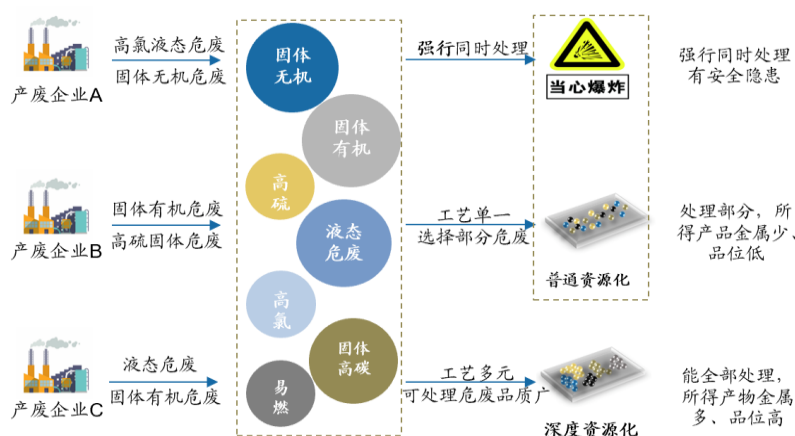 高氯液态危废
固体无机危废
产废企业A
固体有机危废
高硫固体危废
产废企业B
液态危废
固体有机危废
产废企业C
固体
无机
固体
有机
高
硫
液态
危废
高
氯
固体
高碳
易
燃
强行同时处理
当心爆炸
强行同时处理
有安全隐患
工艺单一
选择部分危废
普通资源化
处理部分，所
得产品金属少、
品位低
工艺多元
可处理危废品质广
深度资源化
能全部处理，
所得产物金属
多、品位高